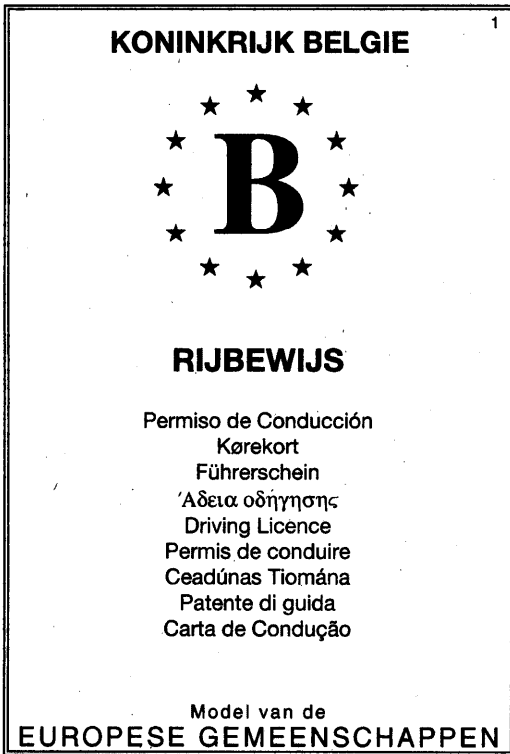 1
KONINKRIJK BELGIE
B
RIJBEWIJS
Permiso de Conducción
Kørekort
Führerschein
Άδεια οδήγησης
Driving Licence
Permis de conduire
Ceadúnas Tiomána
Patente di guida
Carta de Condução
Model van de
EUROPESE GEMEENSCHAPPEN